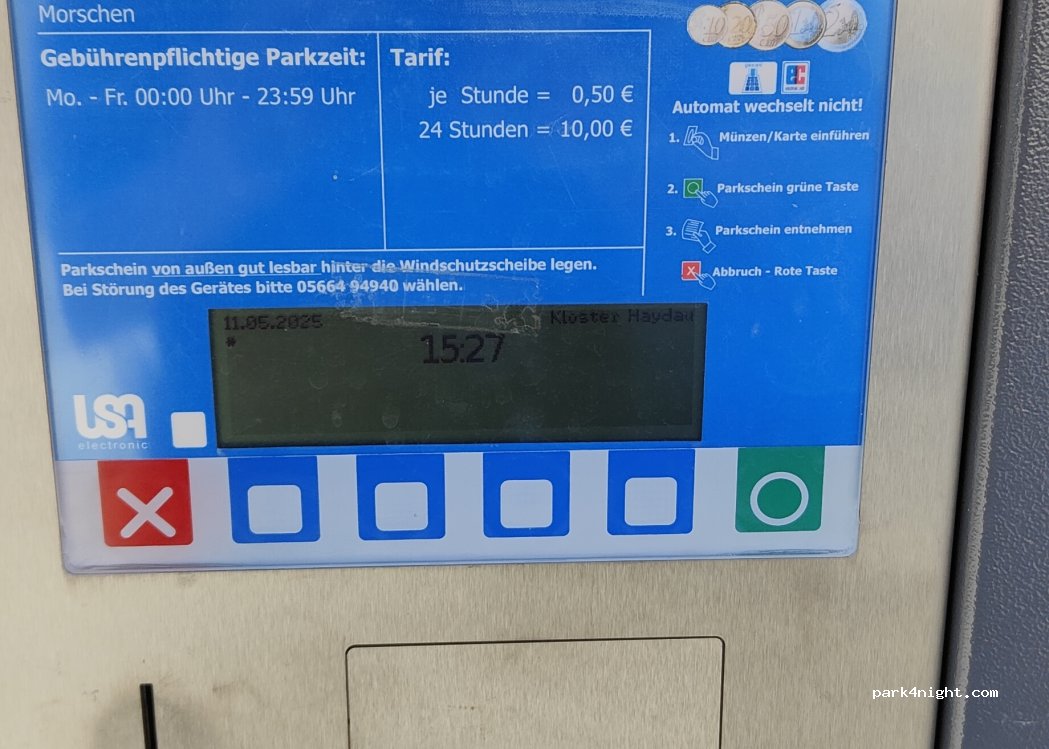 Morschen
Gebührenpflichtige Parkzeit:
Mo. - Fr. 00:00 Uhr - 23:59 Uhr
Tarif:
je Stunde = 0,50 €
24 Stunden = 10,00 €
Automat wechselt nicht!
1. Münzen/Karte einführen
2. Parkschein grüne Taste
3. Parkschein entnehmen
Abbruch - Rote Taste
Parkschein von außen gut lesbar hinter die Windschutzscheibe legen.
Bei Störung des Gerätes bitte 05664 94940 wählen.
11.05.2025
Kloster Haydau
#
15:27
USA
electronic
park4night.com